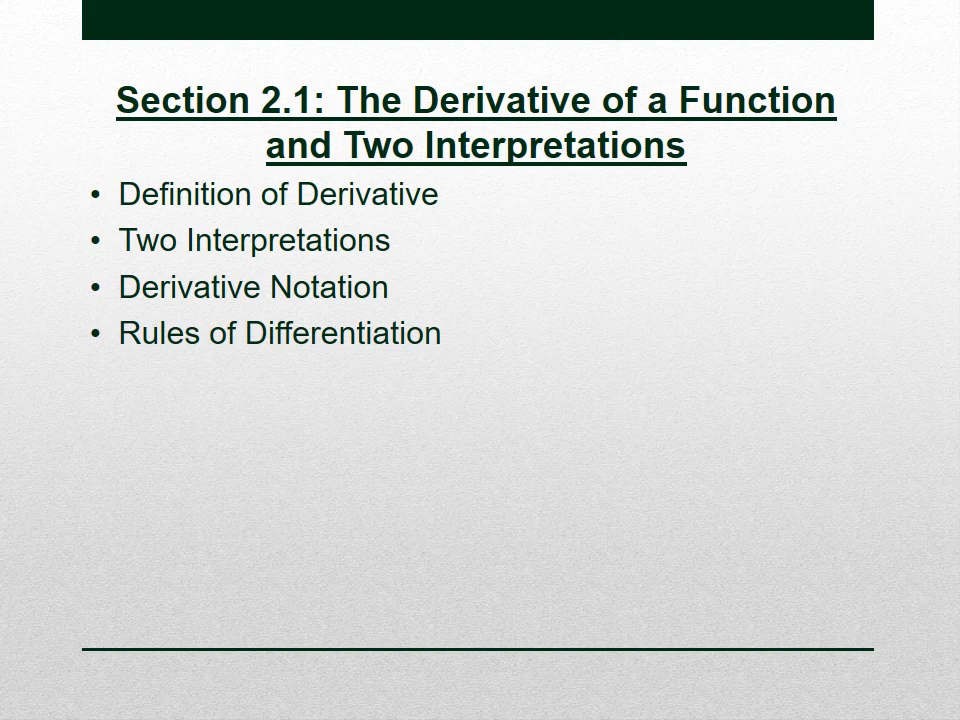 Section 2.1: The Derivative of a Function
and Two Interpretations
• Definition of Derivative
• Two Interpretations
• Derivative Notation
• Rules of Differentiation